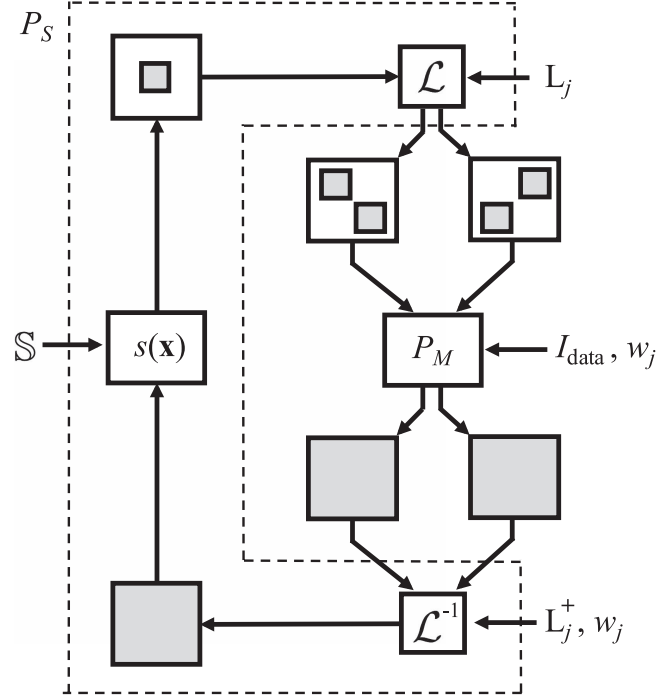 P_S
ℒ
L_j
𝕊
s(𝐱)
P_M
I_data, w_j
ℒ^-1
L_j^+, w_j